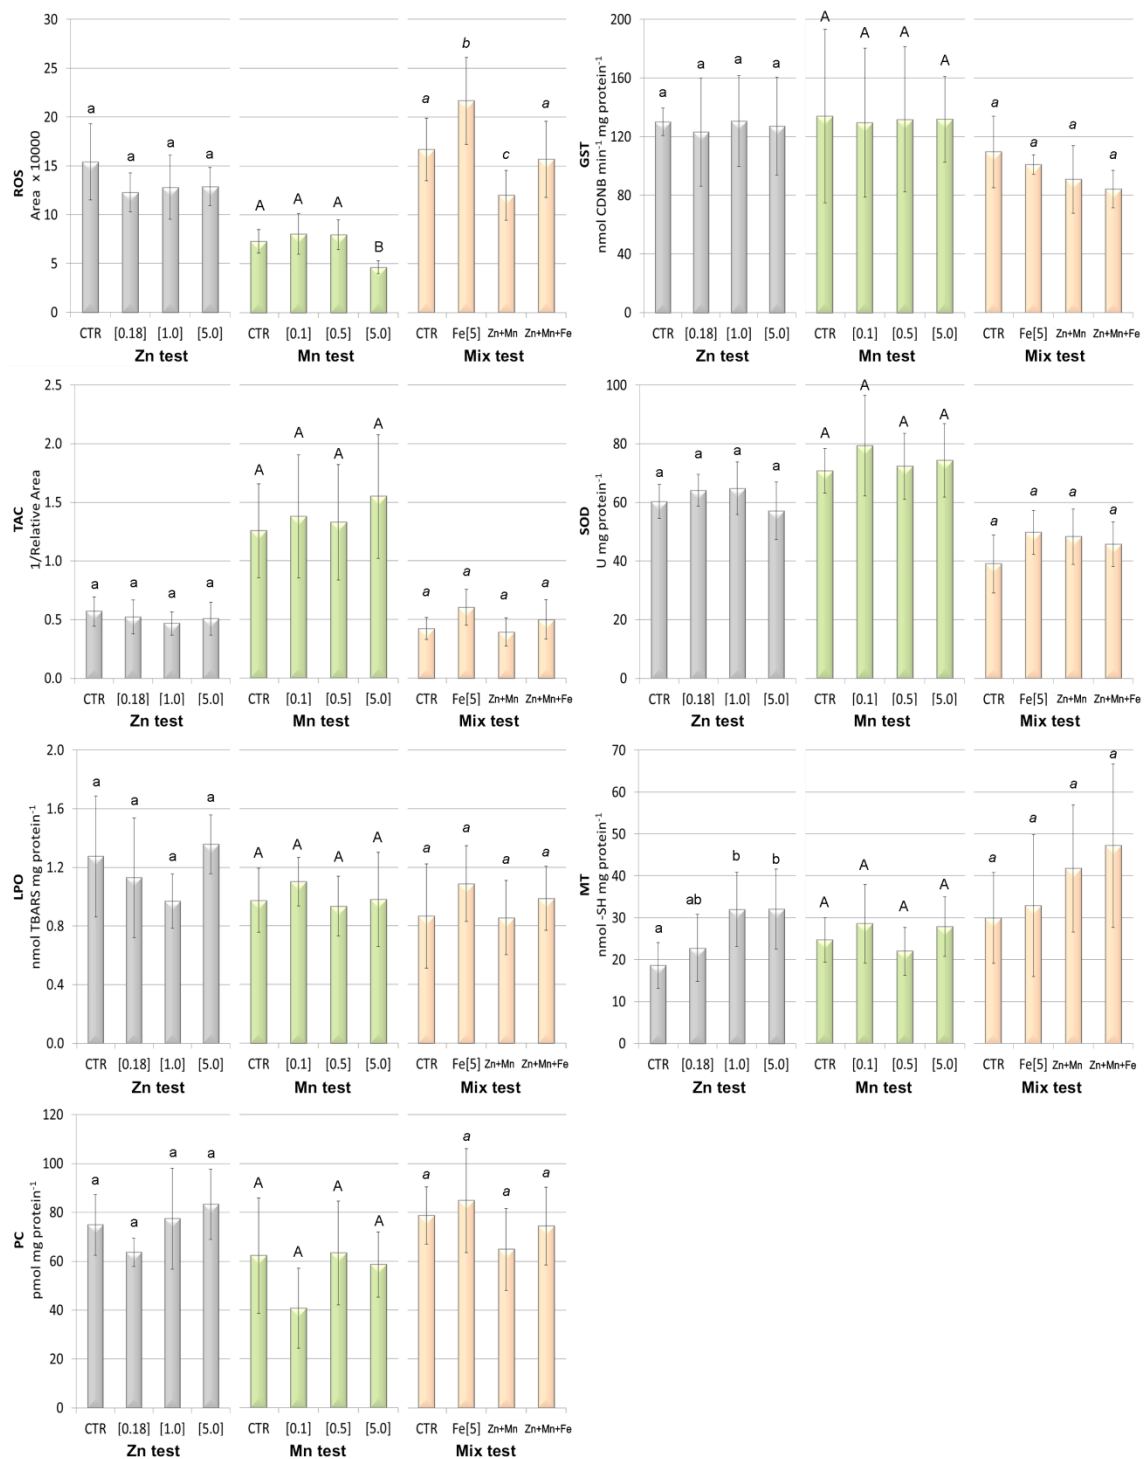 ROS
Area x 10000
30
25
20
15
10
5
0
a
a
a
a
A
A
A
B
a
b
c
a
CTR [0.18] [1.0] [5.0]
Zn test
CTR [0.1] [0.5] [5.0]
Mn test
CTR Fe[5] Zn+Mn Zn+Mn+Fe
Mix test
GST
nmol CDNB min⁻¹ mg protein⁻¹
200
160
120
80
40
0
a
a
a
a
A
A
A
A
a
a
a
a
CTR [0.18] [1.0] [5.0]
Zn test
CTR [0.1] [0.5] [5.0]
Mn test
CTR Fe[5] Zn+Mn Zn+Mn+Fe
Mix test
TAC
1/Relative Area
2.5
2.0
1.5
1.0
0.5
0.0
a
a
a
a
A
A
A
A
a
a
a
a
CTR [0.18] [1.0] [5.0]
Zn test
CTR [0.1] [0.5] [5.0]
Mn test
CTR Fe[5] Zn+Mn Zn+Mn+Fe
Mix test
SOD
U mg protein⁻¹
100
80
60
40
20
0
a
a
a
a
A
A
A
A
a
a
a
a
CTR [0.18] [1.0] [5.0]
Zn test
CTR [0.1] [0.5] [5.0]
Mn test
CTR Fe[5] Zn+Mn Zn+Mn+Fe
Mix test
LPO
nmol TBARS mg protein⁻¹
2.0
1.6
1.2
0.8
0.4
0.0
a
a
a
a
A
A
A
A
a
a
a
a
CTR [0.18] [1.0] [5.0]
Zn test
CTR [0.1] [0.5] [5.0]
Mn test
CTR Fe[5] Zn+Mn Zn+Mn+Fe
Mix test
MT
nmol -SH mg protein⁻¹
70
60
50
40
30
20
10
0
a
ab
b
b
A
A
A
A
a
a
a
a
CTR [0.18] [1.0] [5.0]
Zn test
CTR [0.1] [0.5] [5.0]
Mn test
CTR Fe[5] Zn+Mn Zn+Mn+Fe
Mix test
PC
pmol mg protein⁻¹
120
100
80
60
40
20
0
a
a
a
a
A
A
A
A
a
a
a
a
CTR [0.18] [1.0] [5.0]
Zn test
CTR [0.1] [0.5] [5.0]
Mn test
CTR Fe[5] Zn+Mn Zn+Mn+Fe
Mix test